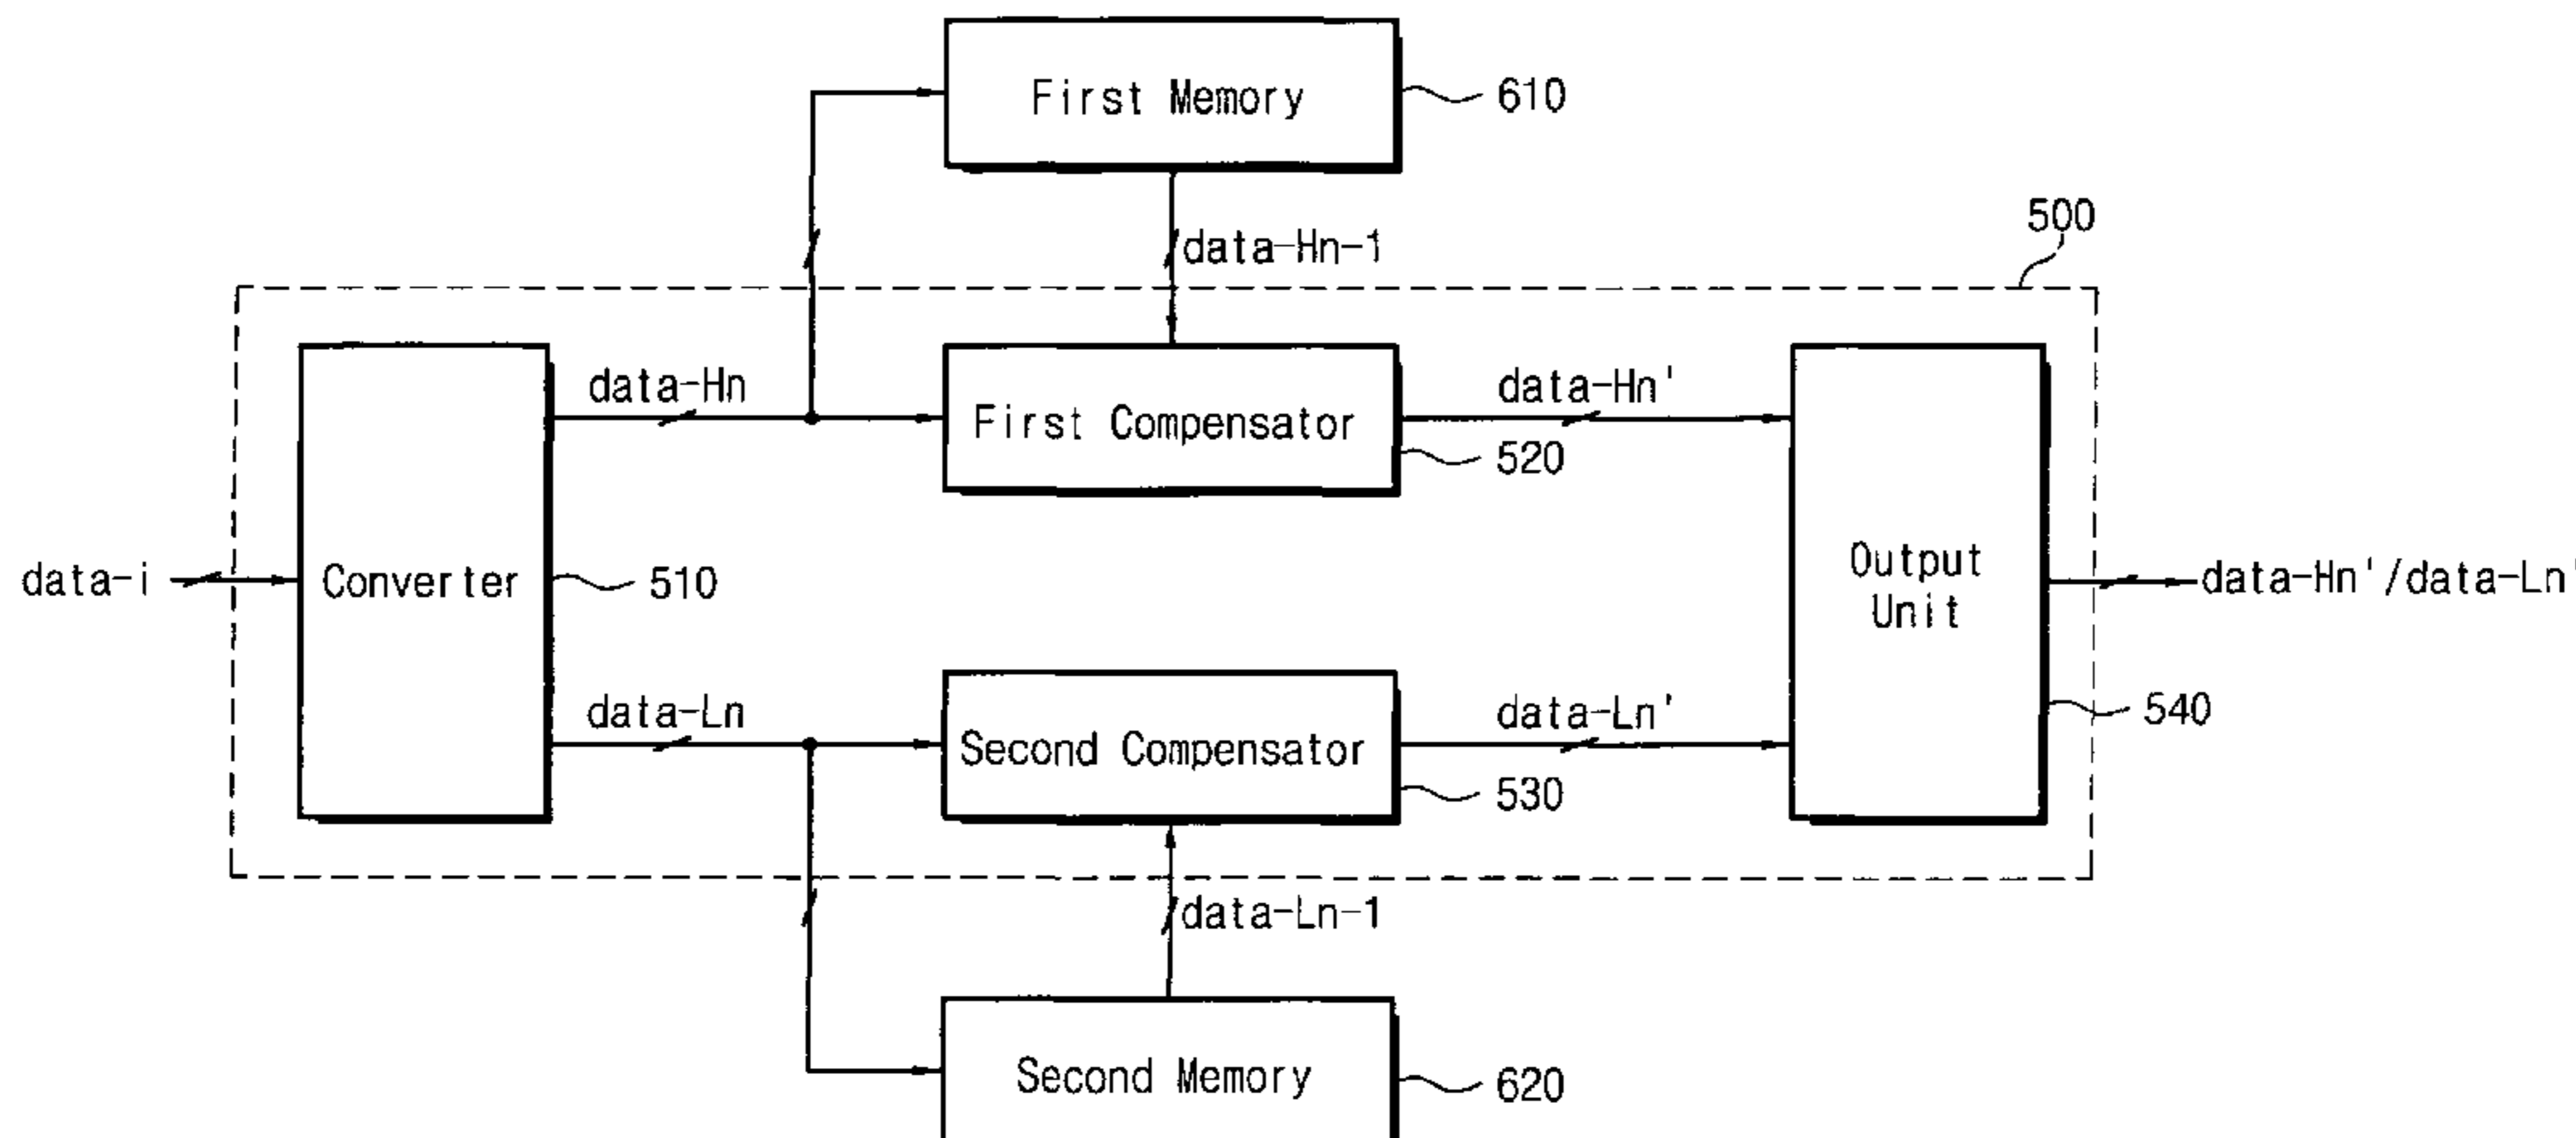 First Memory
610
data-Hn-1
500
data-Hn
First Compensator
520
data-Hn'
data-i
Converter
510
Output
Unit
data-Hn'/data-Ln'
540
data-Ln
Second Compensator
530
data-Ln'
data-Ln-1
Second Memory
620